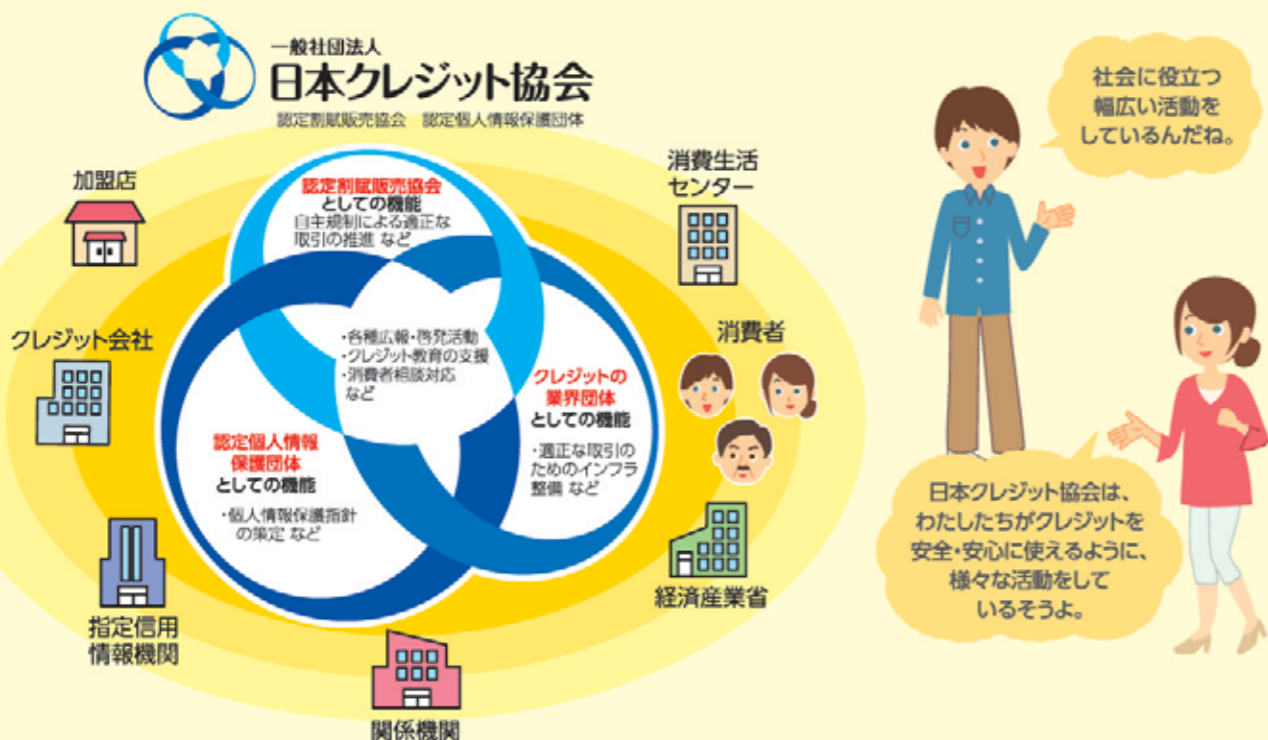 一般社団法人
日本クレジット協会
認定割賦販売協会 認定個人情報保護団体
社会に役立つ
幅広い活動を
しているんだね。
加盟店
消費生活
センター
認定割賦販売協会
としての機能
自主規制による適正な
取引の推進 など
クレジット会社
消費者
・各種広報・啓発活動
・クレジット教育の支援
・消費者相談対応
など
クレジットの
業界団体
としての機能
・適正な取引の
ためのインフラ
整備 など
認定個人情報
保護団体
としての機能
・個人情報保護指針
の策定 など
日本クレジット協会は、
わたしたちがクレジットを
安全・安心に使えるように、
様々な活動をして
いるそうよ。
経済産業省
指定信用
情報機関
関係機関